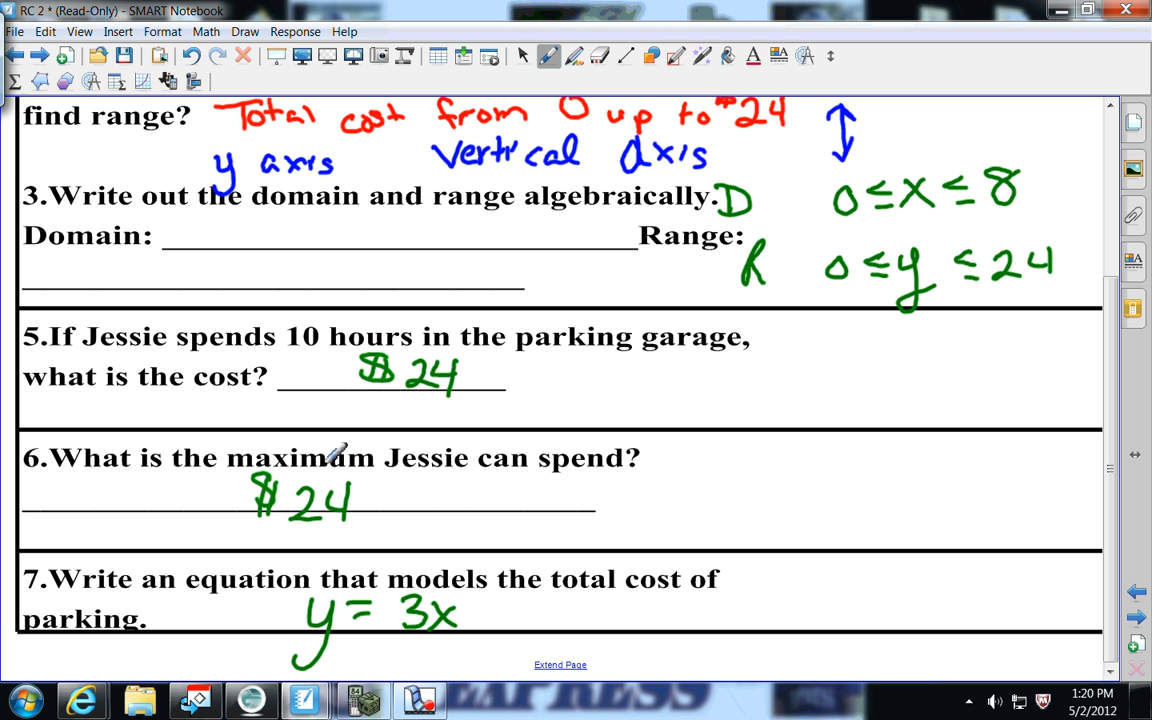 RC 2 * (Read-Only) - SMART Notebook
File Edit View Insert Format Math Draw Response Help
find range? Total cost from 0 up to $24
y axis vertical axis
3.Write out the domain and range algebraically. D 0 ≤ x ≤ 8
Domain: ___ Range:
R 0 ≤ y ≤ 24
5.If Jessie spends 10 hours in the parking garage,
what is the cost? $24
6.What is the maximum Jessie can spend?
$24
7.Write an equation that models the total cost of
parking. y = 3x
Extend Page
EXPRESS
1:20 PM
5/2/2012